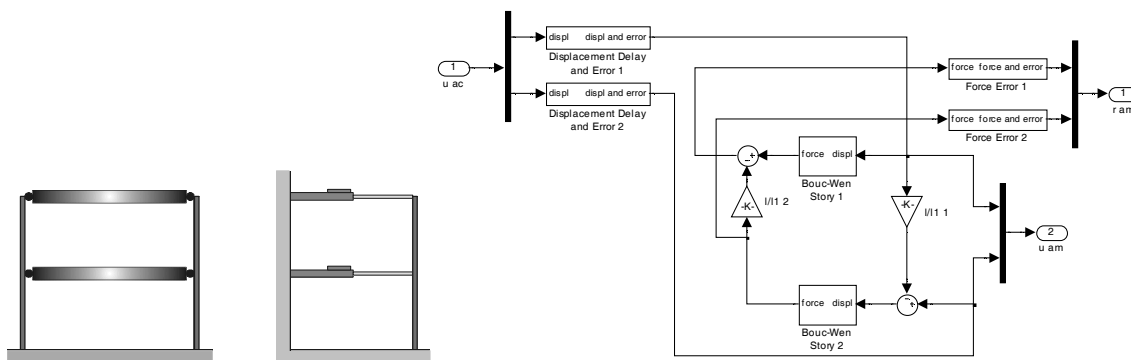 1
u ac
displ displ and error
Displacement Delay
and Error 1
displ displ and error
Displacement Delay
and Error 2
force force and error
Force Error 1
force force and error
Force Error 2
1
r am
force displ
Bouc-Wen
Story 1
-K-
l/l1 2
-K-
l/l1 1
2
u am
force displ
Bouc-Wen
Story 2